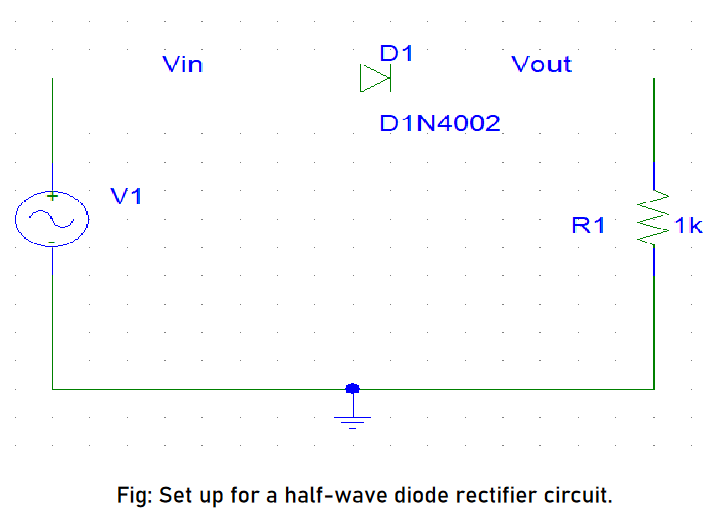 Vin
D1
Vout
D1N4002
V1
+
-
R1
1k
Fig: Set up for a half-wave diode rectifier circuit.